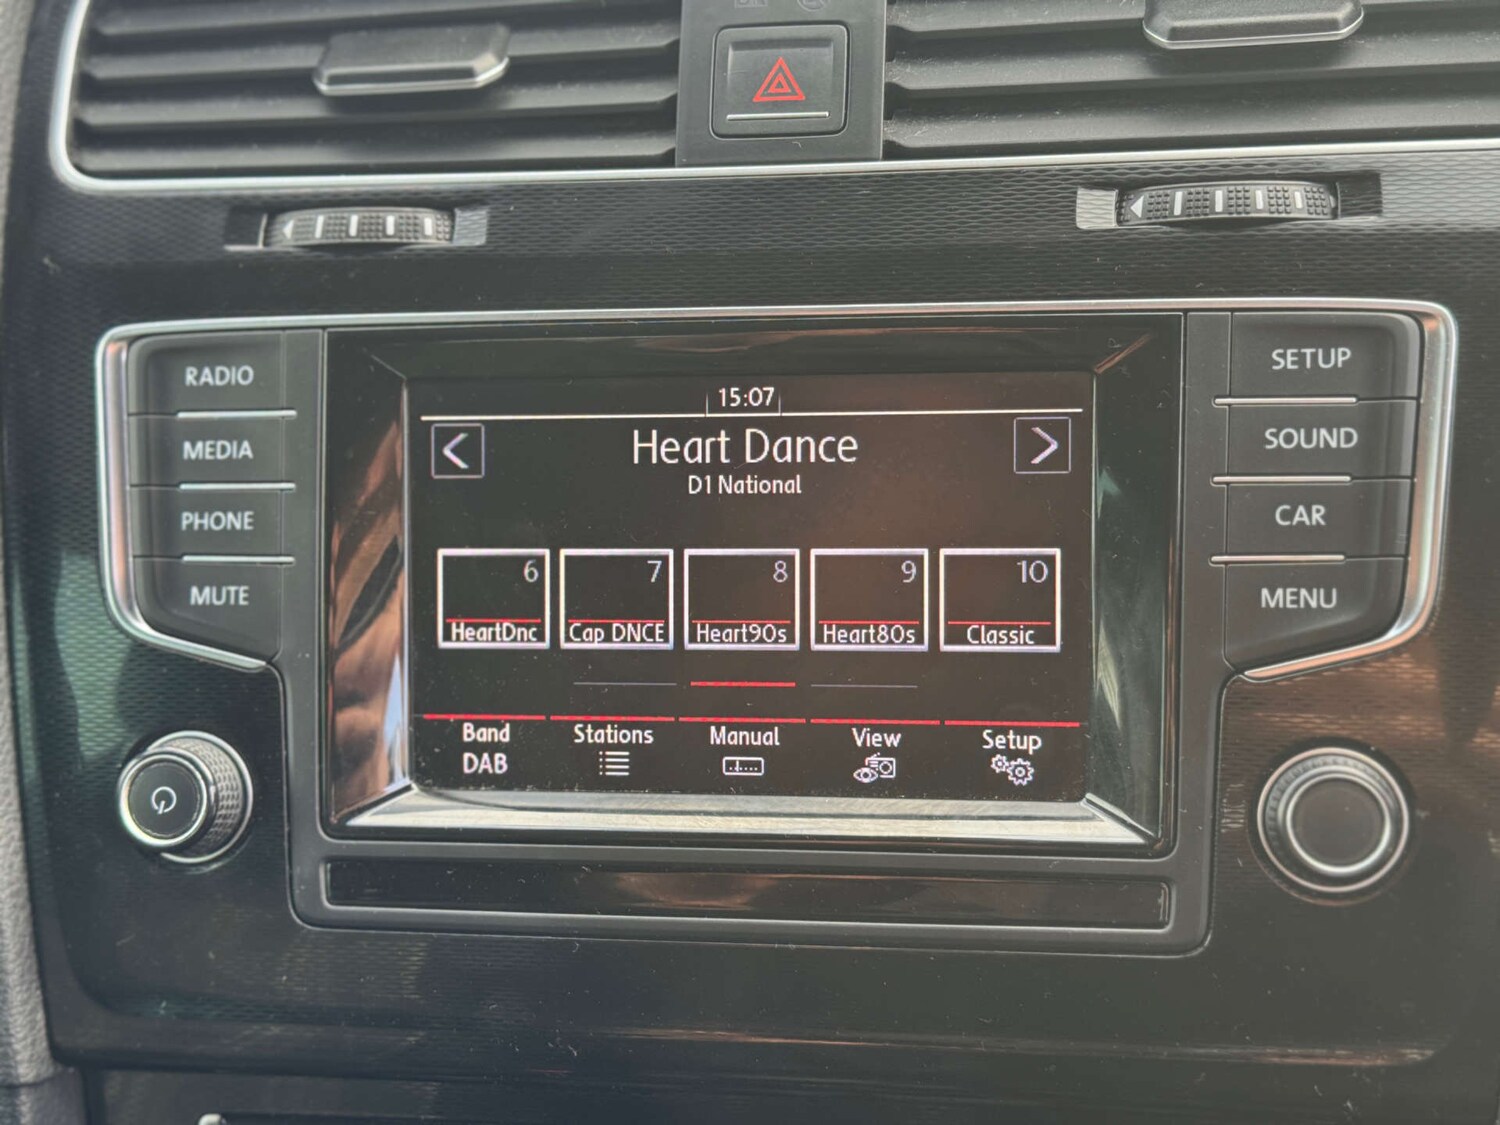 15:07
Heart Dance
D1 National
6 7 8 9 10
HeartDnc Cap DNCE Heart90s Heart80s Classic
Band Stations Manual View Setup
DAB
RADIO
MEDIA
PHONE
MUTE
SETUP
SOUND
CAR
MENU